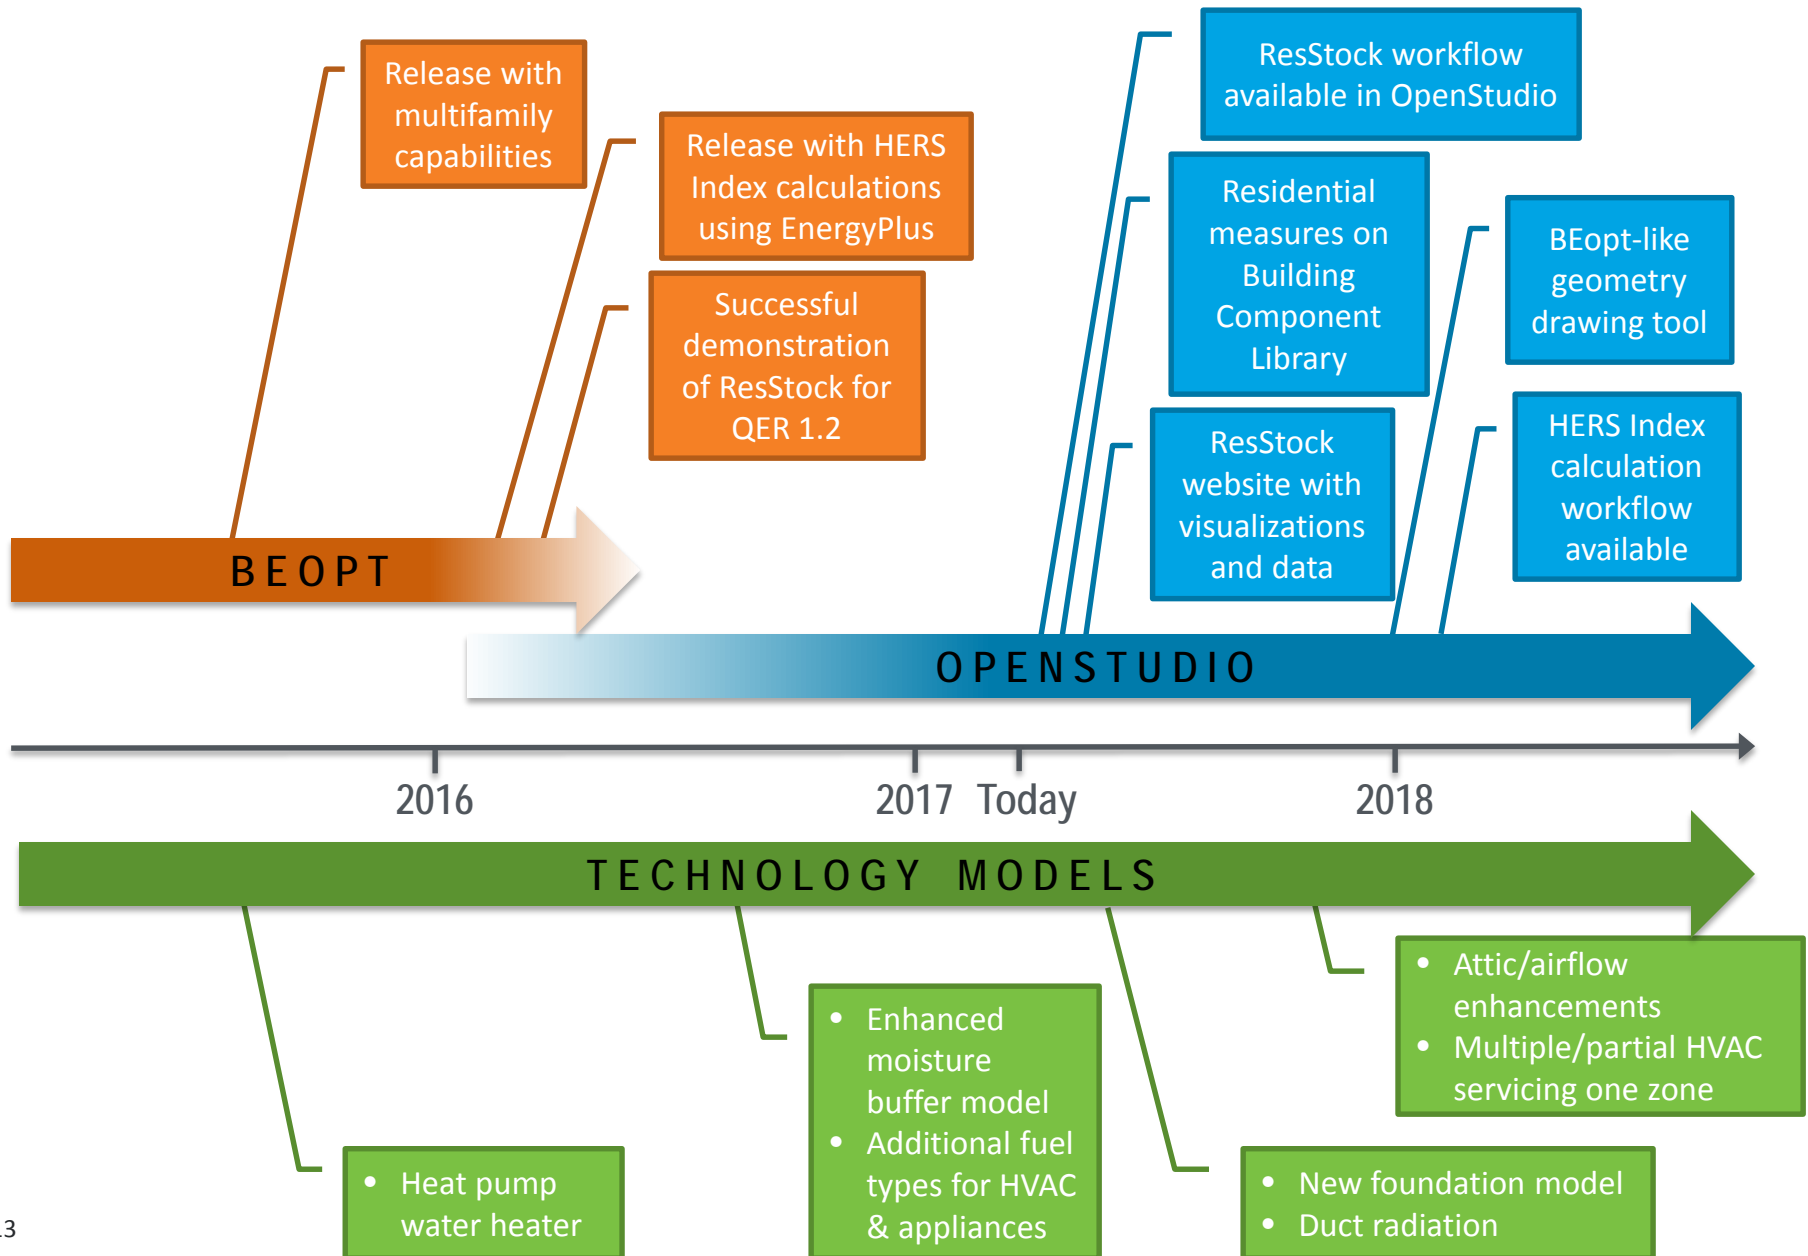 Release with
multifamily
capabilities
Release with HERS
Index calculations
using EnergyPlus
Successful
demonstration
of ResStock for
QER 1.2
ResStock workflow
available in OpenStudio
Residential
measures on
Building
Component
Library
ResStock
website with
visualizations
and data
BEopt-like
geometry
drawing tool
HERS Index
calculation
workflow
available
BEOPT
OPENSTUDIO
2016
2017
Today
2018
TECHNOLOGY MODELS
• Heat pump
water heater
• Enhanced
moisture
buffer model
• Additional fuel
types for HVAC
& appliances
• New foundation model
• Duct radiation
• Attic/airflow
enhancements
• Multiple/partial HVAC
servicing one zone
13